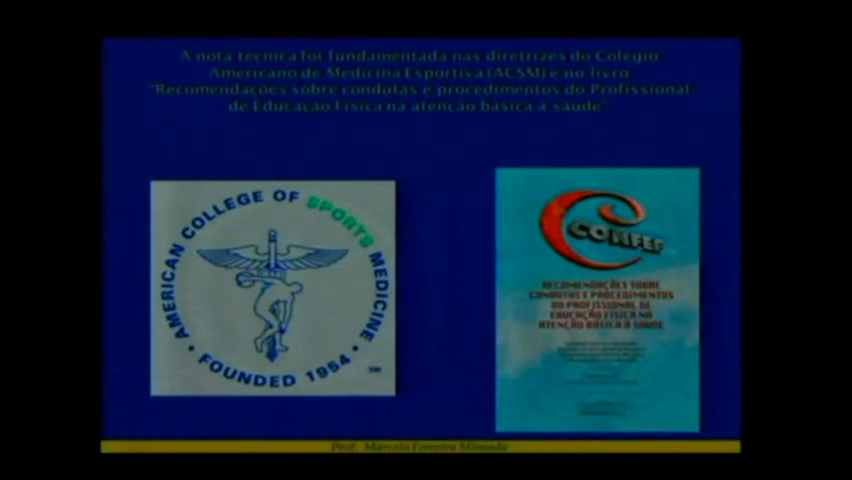 A nota técnica foi fundamentada nas diretrizes do Colégio
Americano de Medicina Esportiva (ACSM) e no livro
"Recomendações sobre condutas e procedimentos do Profissional
de Educação Física na atenção básica a saúde"
AMERICAN COLLEGE OF SPORTS MEDICINE
• FOUNDED 1954 •
SM
CONFEF
RECOMENDAÇÕES SOBRE
CONDUTAS E PROCEDIMENTOS
DO PROFISSIONAL DE
EDUCAÇÃO FÍSICA NA
ATENÇÃO BÁSICA À SAÚDE
Prof. Marcelo Ferreira Miranda